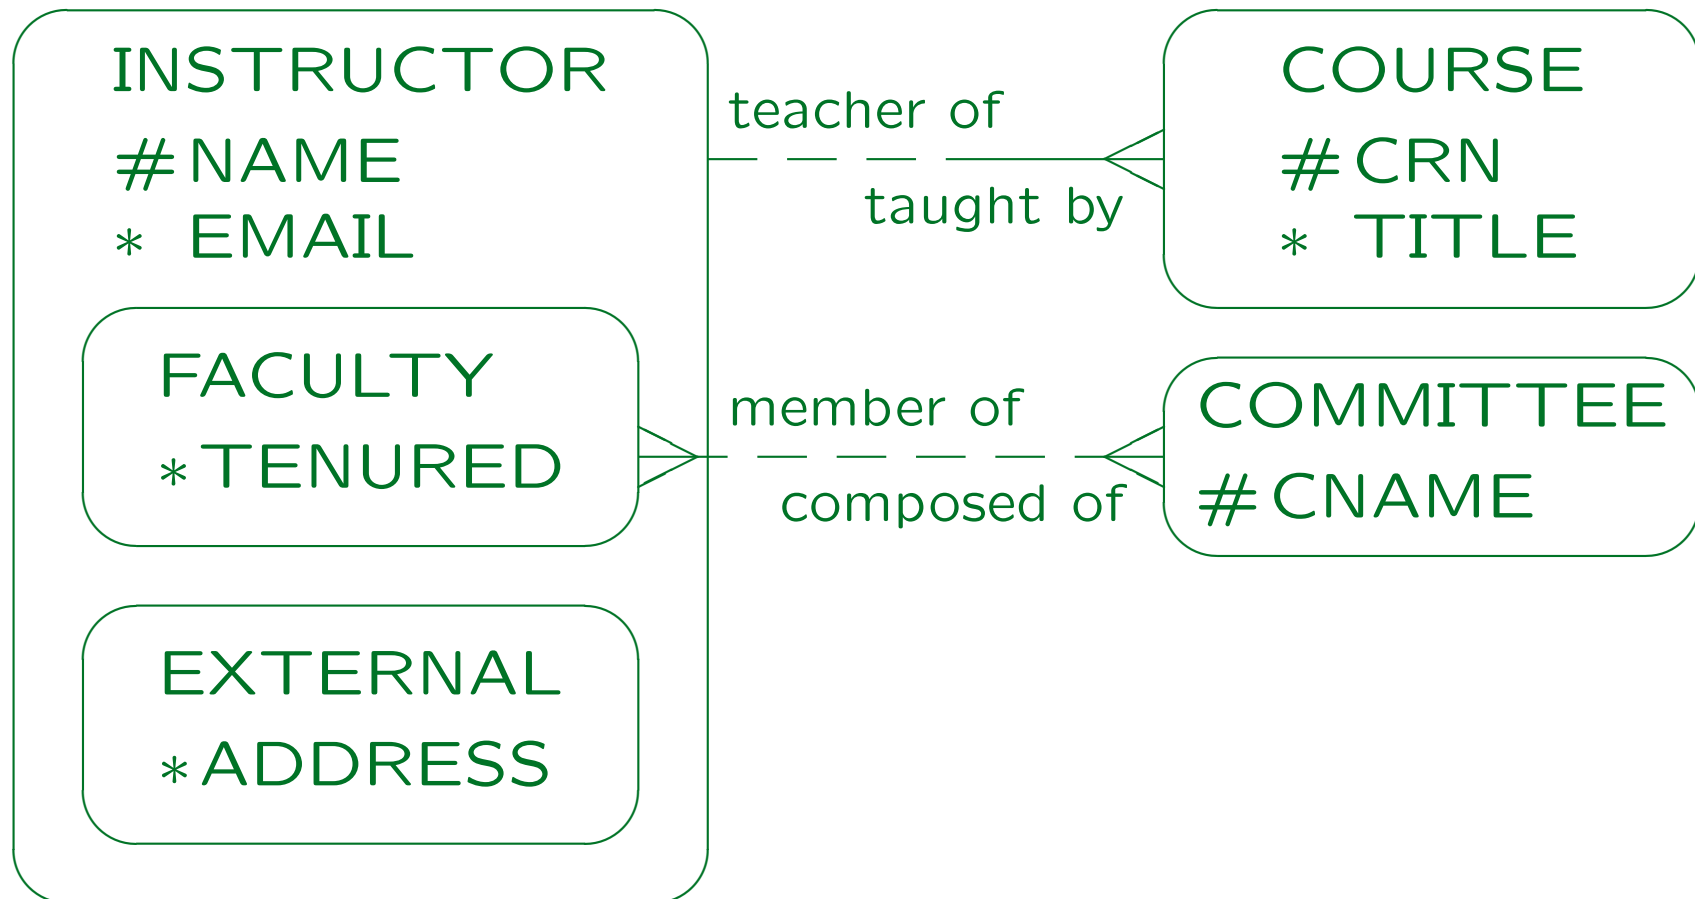 INSTRUCTOR
# NAME
* EMAIL
FACULTY
* TENURED
EXTERNAL
* ADDRESS
teacher of
taught by
member of
composed of
COURSE
# CRN
* TITLE
COMMITTEE
# CNAME